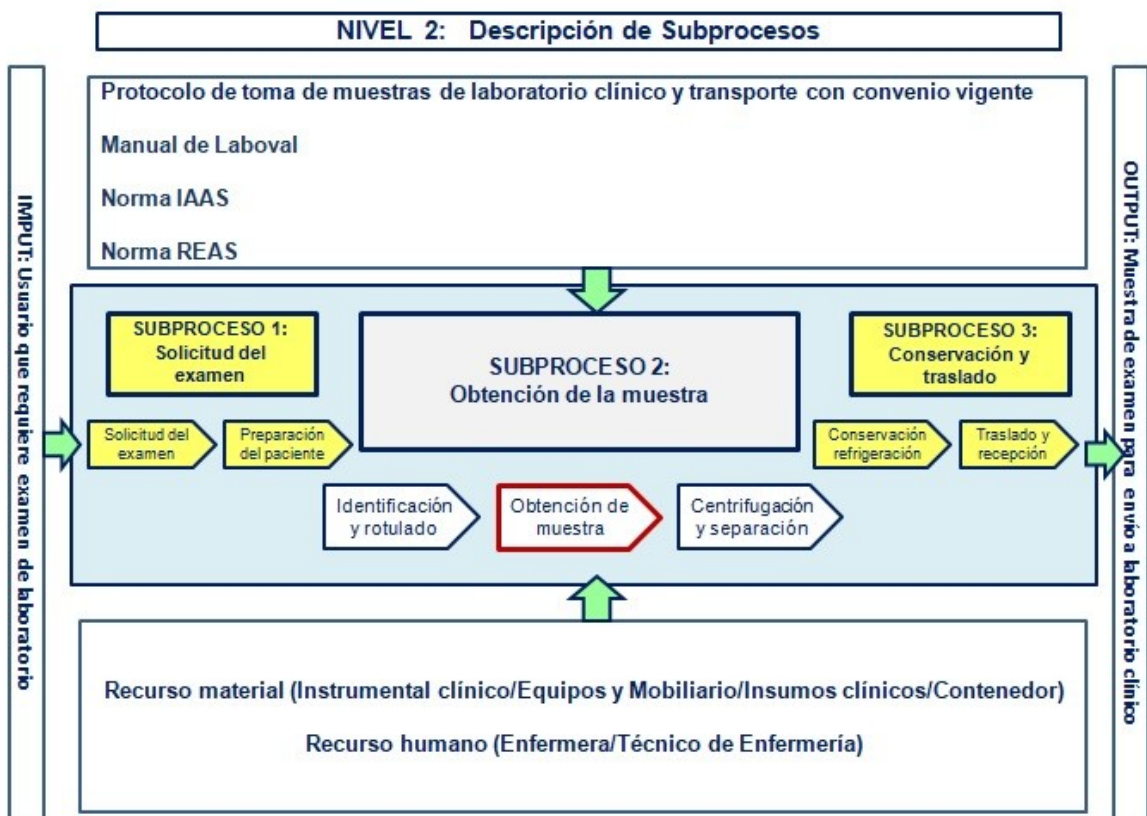 NIVEL 2: Descripción de Subprocesos
IMPUT: Usuario que requiere examen de laboratorio
Protocolo de toma de muestras de laboratorio clínico y transporte con convenio vigente
Manual de Laboval
Norma IAAS
Norma REAS
SUBPROCESO 1:
Solicitud del
examen
SUBPROCESO 2:
Obtención de la muestra
SUBPROCESO 3:
Conservación y
traslado
Solicitud del
examen
Preparación
del paciente
Identificación
y rotulado
Obtención de
muestra
Centrifugación
y separación
Conservación
refrigeración
Traslado y
recepción
Recurso material (Instrumental clínico/Equipos y Mobiliario/Insumos clínicos/Contenedor)
Recurso humano (Enfermera/Técnico de Enfermería)
OUTPUT: Muestra de examen para envío a laboratorio clínico